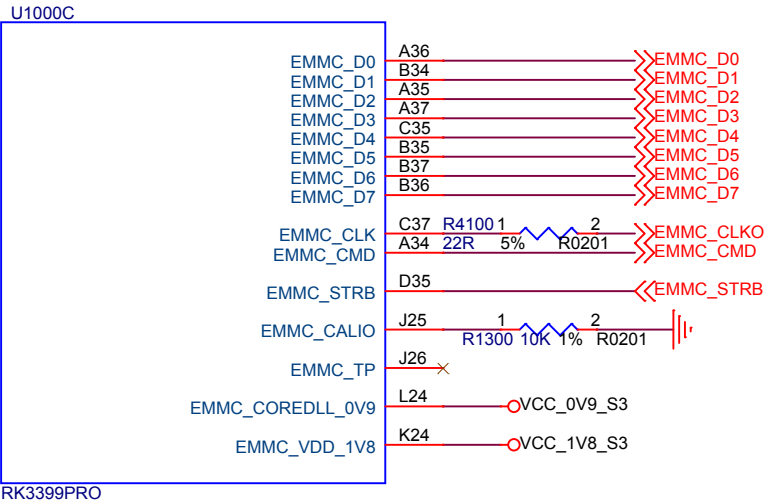 U1000C
EMMC_D0 A36 EMMC_D0
EMMC_D1 B34 EMMC_D1
EMMC_D2 A35 EMMC_D2
EMMC_D3 A37 EMMC_D3
EMMC_D4 C35 EMMC_D4
EMMC_D5 B35 EMMC_D5
EMMC_D6 B37 EMMC_D6
EMMC_D7 B36 EMMC_D7
EMMC_CLK C37 R4100 1 2 EMMC_CLKO
EMMC_CMD A34 22R 5% R0201 EMMC_CMD
EMMC_STRB D35 EMMC_STRB
EMMC_CALIO J25 1 2
R1300 10K 1% R0201
EMMC_TP J26
EMMC_COREDLL_0V9 L24 VCC_0V9_S3
EMMC_VDD_1V8 K24 VCC_1V8_S3
RK3399PRO